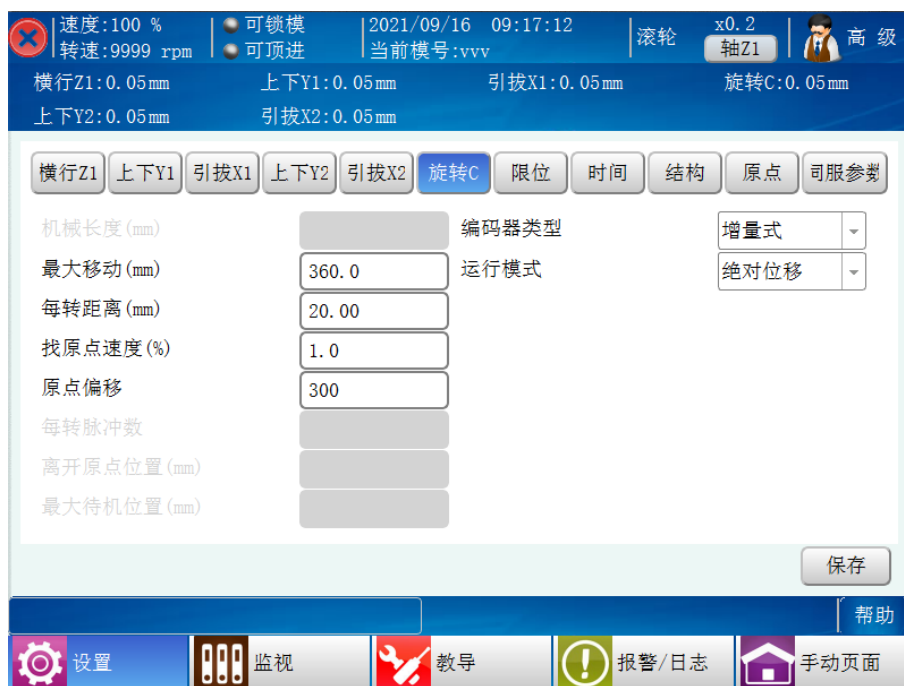 速度:100 % 可锁模 2021/09/16 09:17:12 滚轮 x0.2 高 级
转速:9999 rpm 可顶进 当前模号:vvv 轴Z1
横行Z1:0.05mm 上下Y1:0.05mm 引拔X1:0.05mm 旋转C:0.05mm
上下Y2:0.05mm 引拔X2:0.05mm
横行Z1 上下Y1 引拔X1 上下Y2 引拔X2 旋转C 限位 时间 结构 原点 司服参数
机械长度(mm) 编码器类型 增量式
最大移动(mm) 360.0 运行模式 绝对位移
每转距离(mm) 20.00
找原点速度(%) 1.0
原点偏移 300
每转脉冲数
离开原点位置(mm)
最大待机位置(mm)
保存
帮助
设置 监视 教导 报警/日志 手动页面